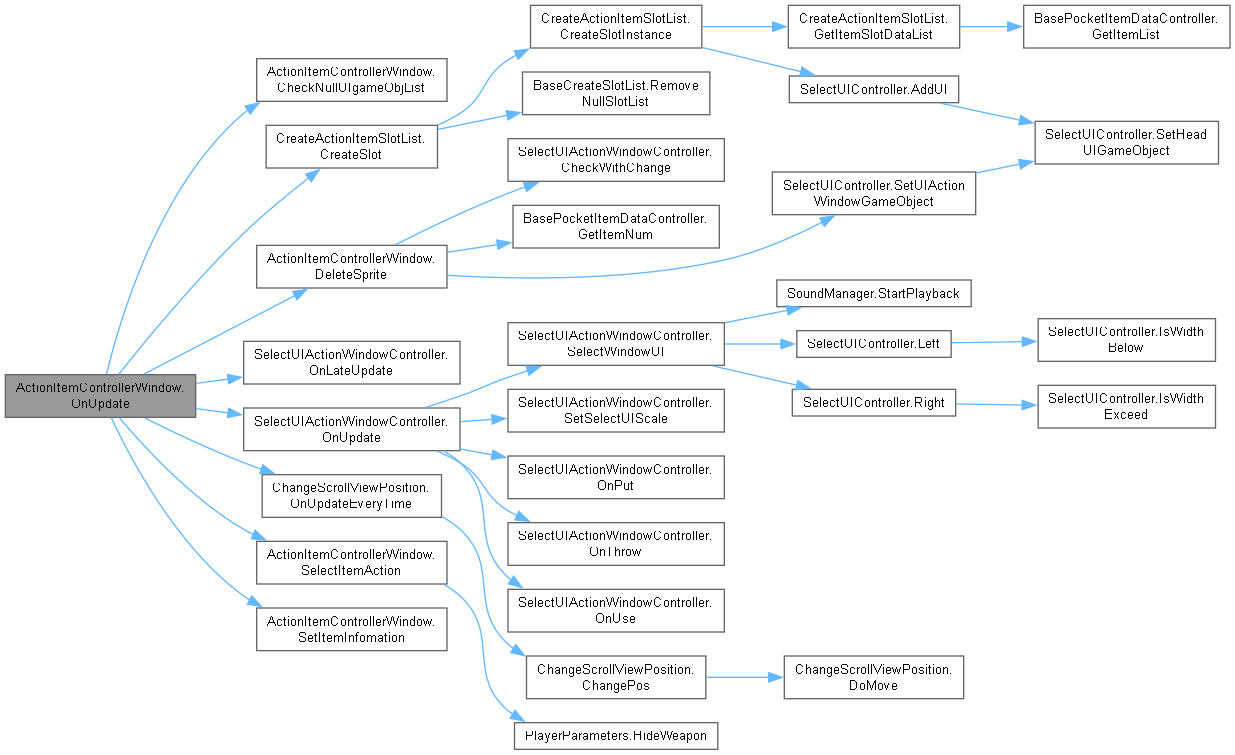 ActionItemControllerWindow.
OnUpdate
ActionItemControllerWindow.
CheckNullUIgameObjList
CreateActionItemSlotList.
CreateSlot
CreateActionItemSlotList.
CreateSlotInstance
CreateActionItemSlotList.
GetItemSlotDataList
BasePocketItemDataController.
GetItemList
SelectUIController.AddUI
SelectUIController.SetHead
UIGameObject
BaseCreateSlotList.Remove
NullSlotList
ActionItemControllerWindow.
DeleteSprite
SelectUIActionWindowController.
CheckWithChange
BasePocketItemDataController.
GetItemNum
SelectUIController.SetUIAction
WindowGameObject
SelectUIActionWindowController.
OnLateUpdate
SelectUIActionWindowController.
OnUpdate
SelectUIActionWindowController.
SelectWindowUI
SoundManager.StartPlayback
SelectUIController.Left
SelectUIController.IsWidth
Below
SelectUIController.Right
SelectUIController.IsWidth
Exceed
SelectUIActionWindowController.
SetSelectUIScale
SelectUIActionWindowController.
OnPut
SelectUIActionWindowController.
OnThrow
SelectUIActionWindowController.
OnUse
ChangeScrollViewPosition.
OnUpdateEveryTime
ChangeScrollViewPosition.
ChangePos
ChangeScrollViewPosition.
DoMove
ActionItemControllerWindow.
SelectItemAction
PlayerParameters.HideWeapon
ActionItemControllerWindow.
SetItemInfomation